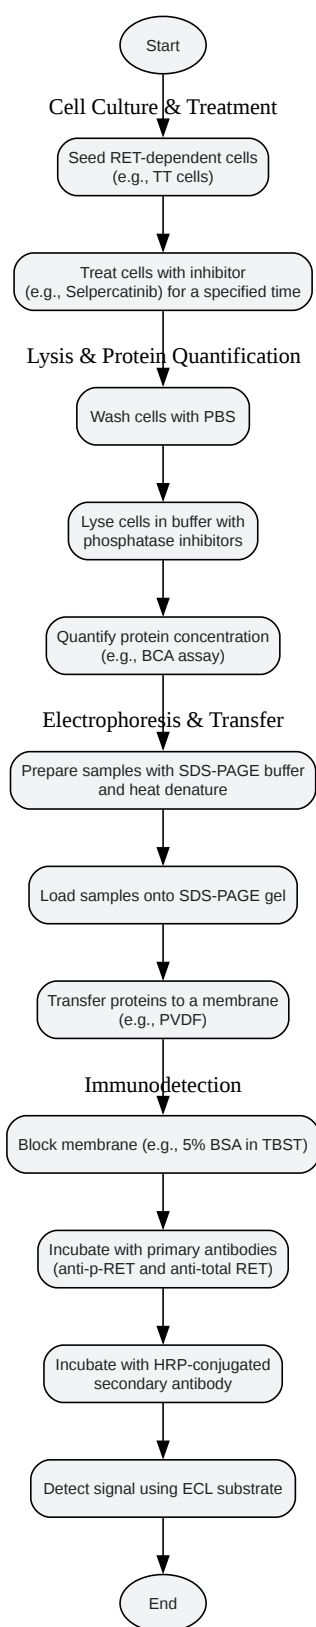 Start
Cell Culture & Treatment
Seed RET-dependent cells
(e.g., TT cells)
Treat cells with inhibitor
(e.g., Selpercatinib) for a specified time
Lysis & Protein Quantification
Wash cells with PBS
Lyse cells in buffer with
phosphatase inhibitors
Quantify protein concentration
(e.g., BCA assay)
Electrophoresis & Transfer
Prepare samples with SDS-PAGE buffer
and heat denature
Load samples onto SDS-PAGE gel
Transfer proteins to a membrane
(e.g., PVDF)
Immunodetection
Block membrane (e.g., 5% BSA in TBST)
Incubate with primary antibodies
(anti-p-RET and anti-total RET)
Incubate with HRP-conjugated
secondary antibody
Detect signal using ECL substrate
End